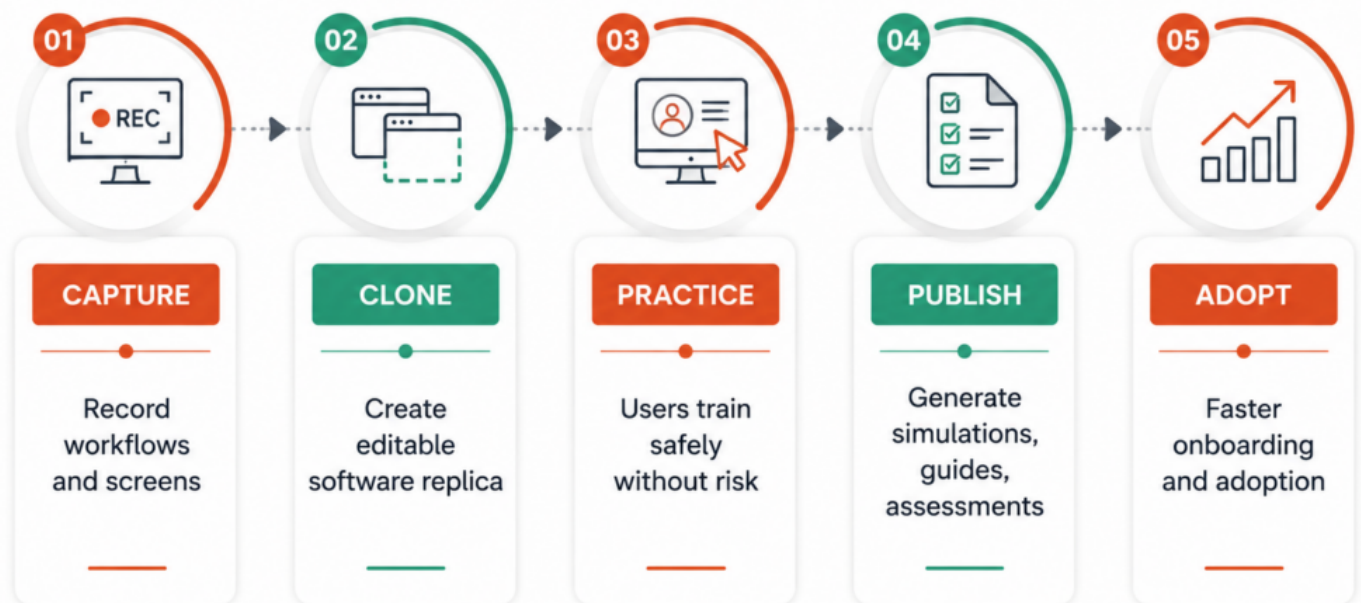 01
REC
CAPTURE
Record
workflows
and screens
02
CLONE
Create
editable
software replica
03
PRACTICE
Users train
safely
without risk
04
PUBLISH
Generate
simulations,
guides,
assessments
05
ADOPT
Faster
onboarding
and adoption